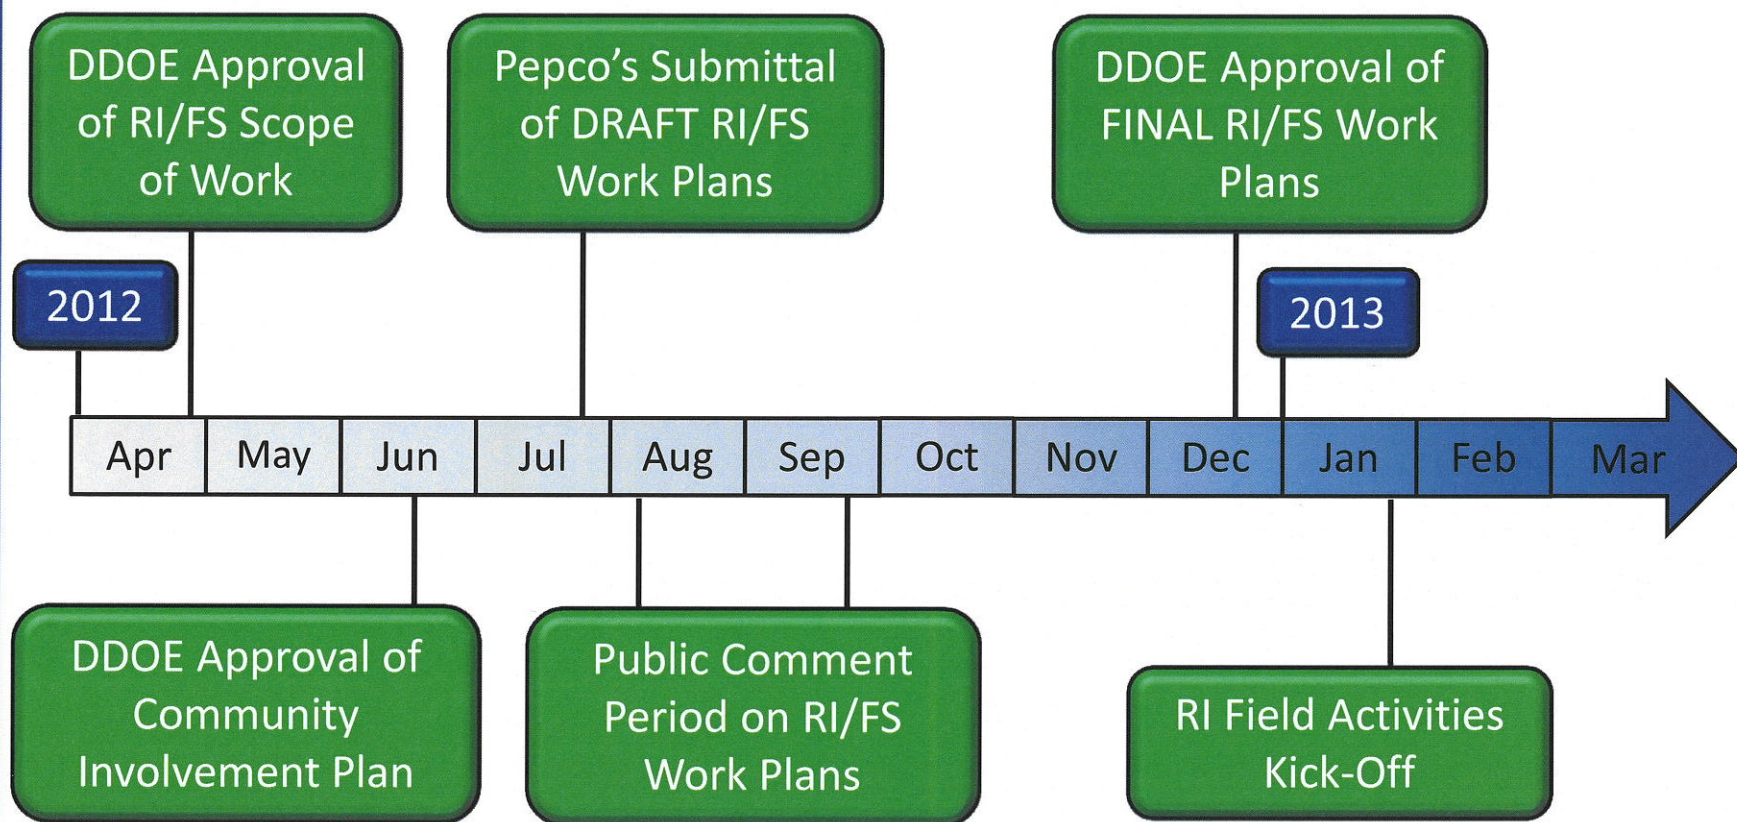 DDOE Approval
of RI/FS Scope
of Work
Pepco’s Submittal
of DRAFT RI/FS
Work Plans
DDOE Approval of
FINAL RI/FS Work
Plans
2012
2013
Apr May Jun Jul Aug Sep Oct Nov Dec Jan Feb Mar
DDOE Approval of
Community
Involvement Plan
Public Comment
Period on RI/FS
Work Plans
RI Field Activities
Kick-Off